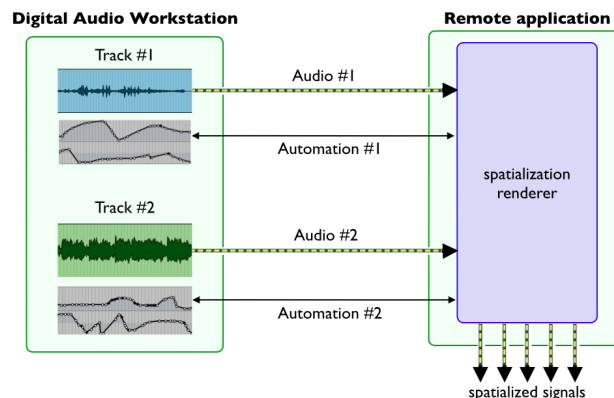 Digital Audio Workstation
Remote application
Track #1
Audio #1
Automation #1
spatialization
renderer
Track #2
Audio #2
Automation #2
spatialized signals